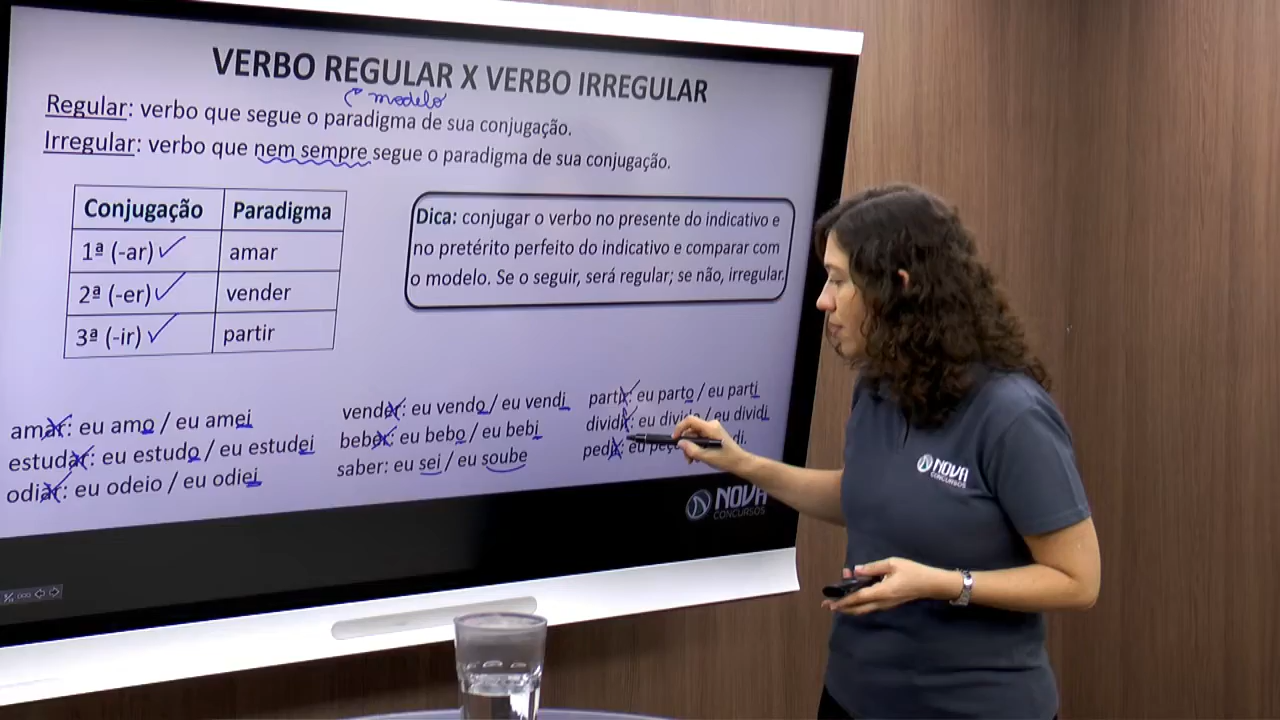 VERBO REGULAR X VERBO IRREGULAR
modelo
Regular: verbo que segue o paradigma de sua conjugação.
Irregular: verbo que nem sempre segue o paradigma de sua conjugação.
Conjugação Paradigma
1ª (-ar) amar
2ª (-er) vender
3ª (-ir) partir
Dica: conjugar o verbo no presente do indicativo e
no pretérito perfeito do indicativo e comparar com
o modelo. Se o seguir, será regular; se não, irregular.
amar: eu amo / eu amei
estudar: eu estudo / eu estudei
odiar: eu odeio / eu odiei
vender: eu vendo / eu vendi
beber: eu bebo / eu bebi
saber: eu sei / eu soube
partir: eu parto / eu parti
dividir: eu divido / eu dividi
pedir: eu peço di.
NOVA
CONCURSOS
NOVA
CONCURSOS